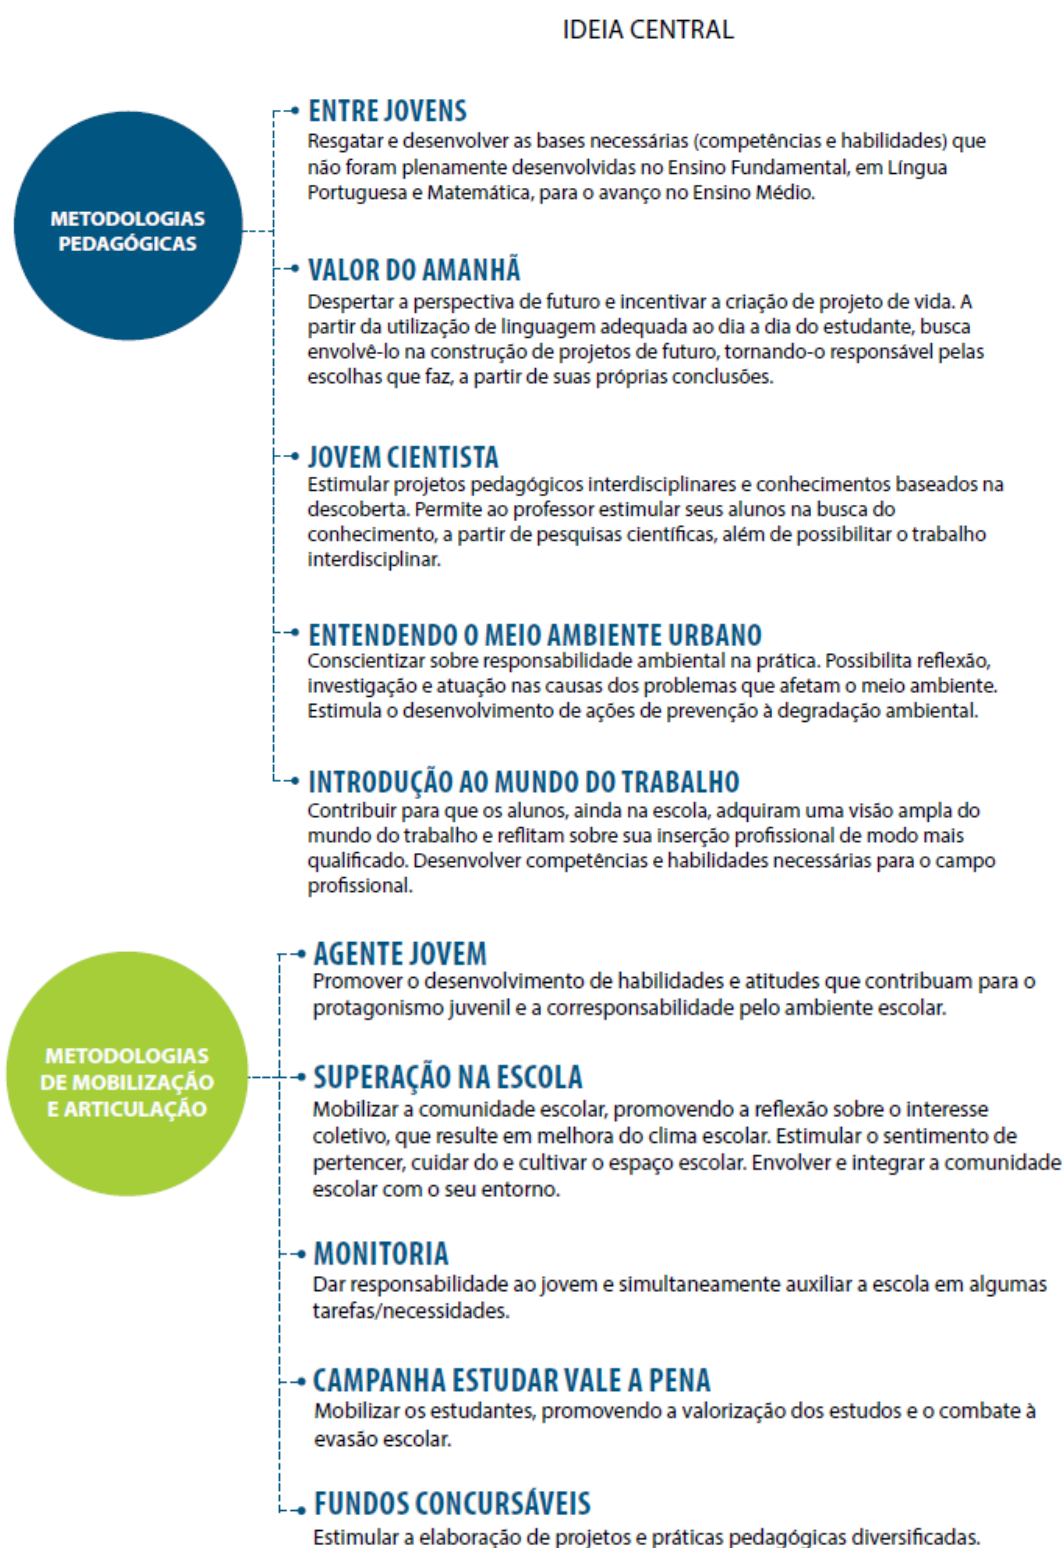 IDEIA CENTRAL
METODOLOGIAS
PEDAGÓGICAS
ENTRE JOVENS
Resgatar e desenvolver as bases necessárias (competências e habilidades) que
não foram plenamente desenvolvidas no Ensino Fundamental, em Língua
Portuguesa e Matemática, para o avanço no Ensino Médio.
VALOR DO AMANHÃ
Despertar a perspectiva de futuro e incentivar a criação de projeto de vida. A
partir da utilização de linguagem adequada ao dia a dia do estudante, busca
envolvê-lo na construção de projetos de futuro, tornando-o responsável pelas
escolhas que faz, a partir de suas próprias conclusões.
JOVEM CIENTISTA
Estimular projetos pedagógicos interdisciplinares e conhecimentos baseados na
descoberta. Permite ao professor estimular seus alunos na busca do
conhecimento, a partir de pesquisas científicas, além de possibilitar o trabalho
interdisciplinar.
ENTENDENDO O MEIO AMBIENTE URBANO
Conscientizar sobre responsabilidade ambiental na prática. Possibilita reflexão,
investigação e atuação nas causas dos problemas que afetam o meio ambiente.
Estimula o desenvolvimento de ações de prevenção à degradação ambiental.
INTRODUÇÃO AO MUNDO DO TRABALHO
Contribuir para que os alunos, ainda na escola, adquiram uma visão ampla do
mundo do trabalho e reflitam sobre sua inserção profissional de modo mais
qualificado. Desenvolver competências e habilidades necessárias para o campo
profissional.
METODOLOGIAS
DE MOBILIZAÇÃO
E ARTICULAÇÃO
AGENTE JOVEM
Promover o desenvolvimento de habilidades e atitudes que contribuam para o
protagonismo juvenil e a corresponsabilidade pelo ambiente escolar.
SUPERAÇÃO NA ESCOLA
Mobilizar a comunidade escolar, promovendo a reflexão sobre o interesse
coletivo, que resulte em melhora do clima escolar. Estimular o sentimento de
pertencer, cuidar do e cultivar o espaço escolar. Envolver e integrar a comunidade
escolar com o seu entorno.
MONITORIA
Dar responsabilidade ao jovem e simultaneamente auxiliar a escola em algumas
tarefas/necessidades.
CAMPANHA ESTUDAR VALE A PENA
Mobilizar os estudantes, promovendo a valorização dos estudos e o combate à
evasão escolar.
FUNDOS CONCURSÁVEIS
Estimular a elaboração de projetos e práticas pedagógicas diversificadas.